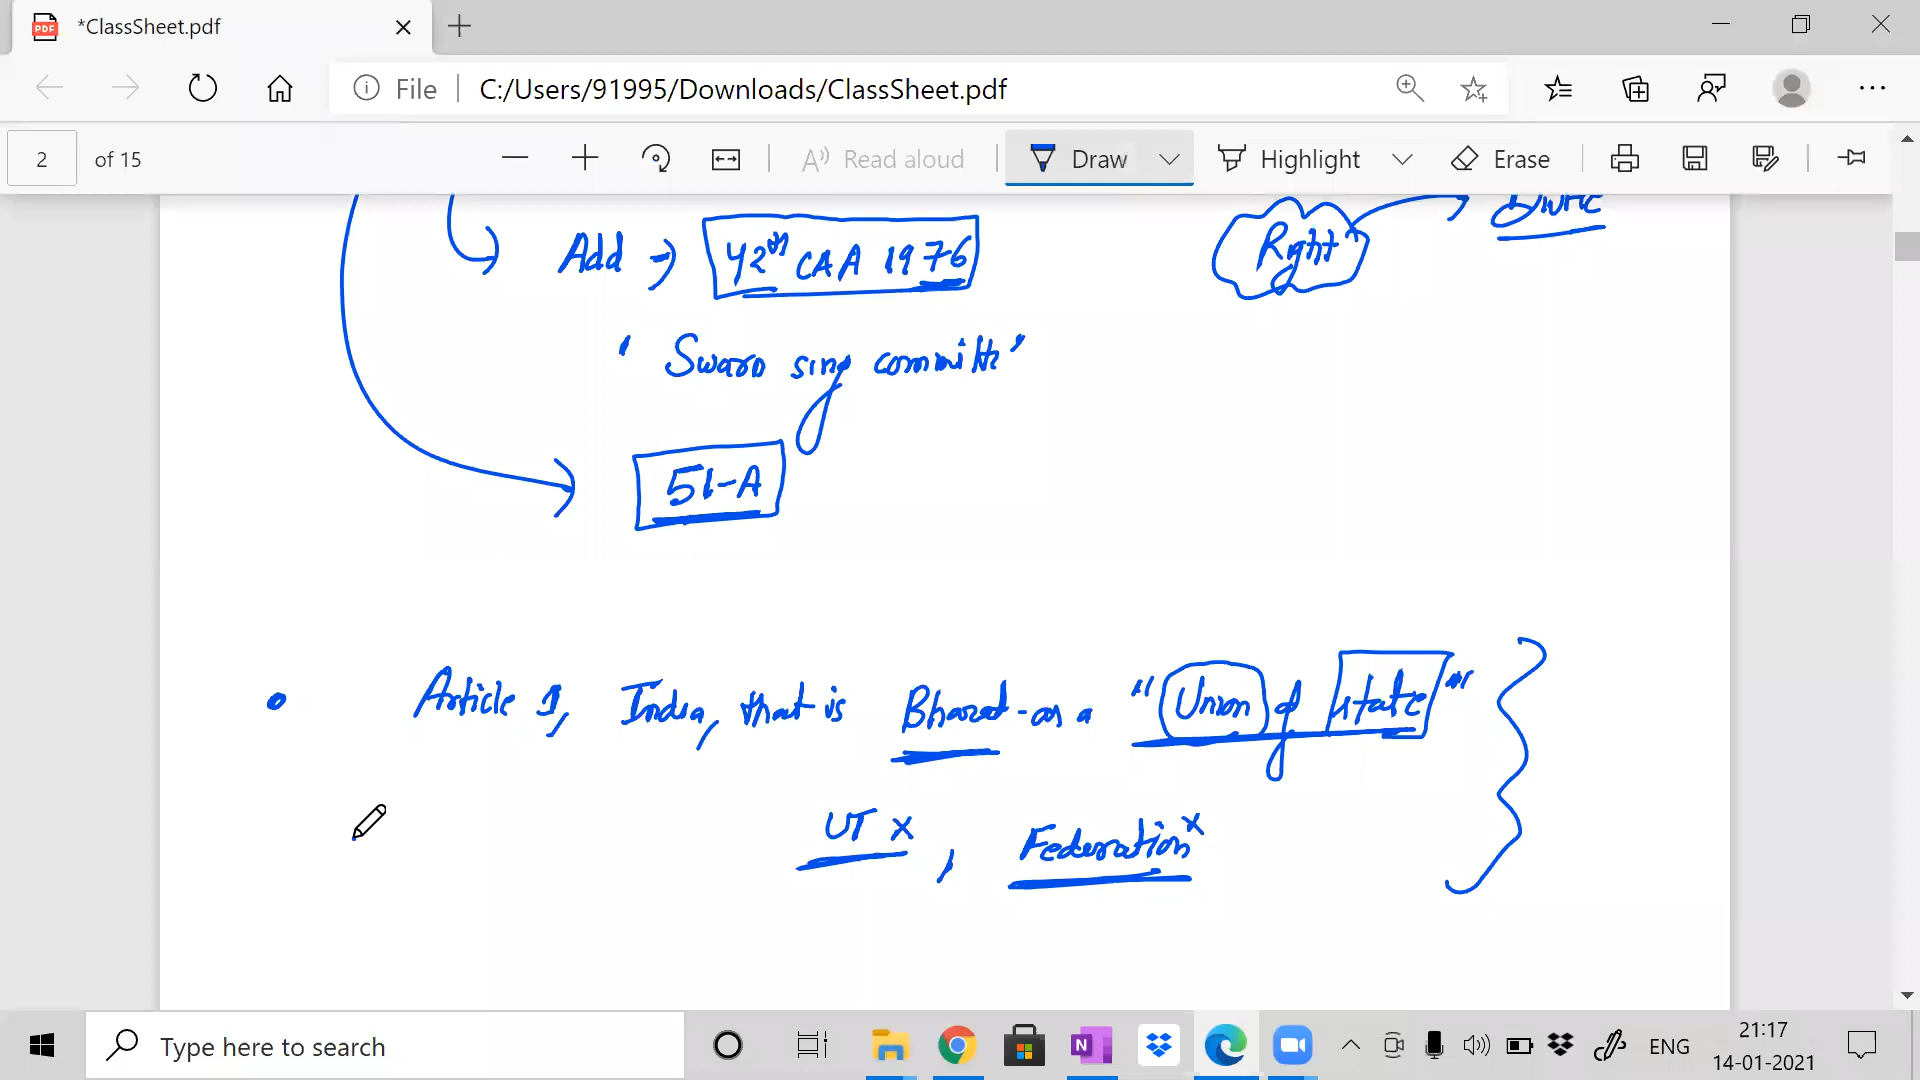 *ClassSheet.pdf
File C:/Users/91995/Downloads/ClassSheet.pdf
2 of 15 Read aloud Draw Highlight Erase
Add → 42th CAA 1976
Right
' Swarn sing committe '
51-A
Article 1, India, that is Bharat - as a "Union of State"
UT x , Federation x
Type here to search
ENG
21:17
14-01-2021